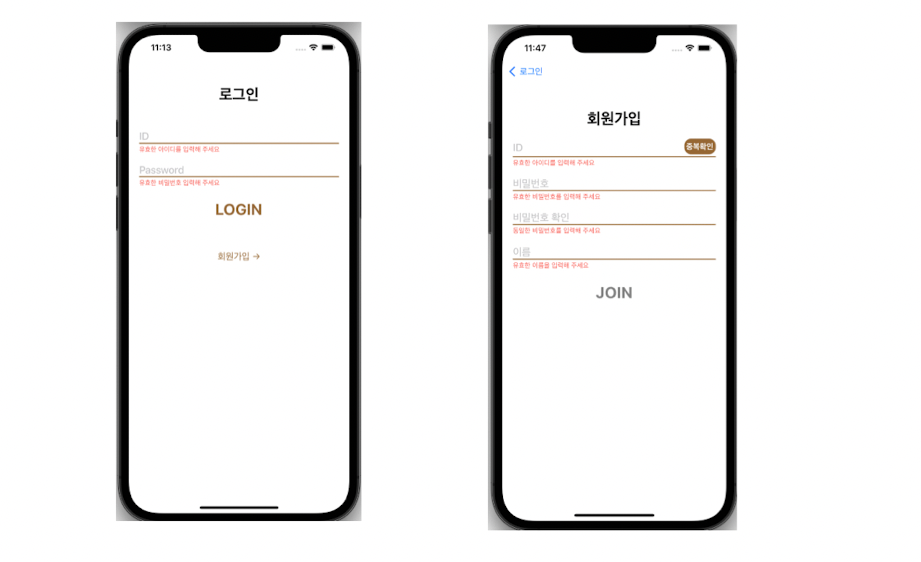 11:13
로그인
ID
유효한 아이디를 입력해 주세요
Password
유효한 비밀번호 입력해 주세요
LOGIN
회원가입 →
11:47
로그인
회원가입
ID
중복확인
유효한 아이디를 입력해 주세요
비밀번호
유효한 비밀번호를 입력해 주세요
비밀번호 확인
동일한 비밀번호를 입력해 주세요
이름
유효한 이름을 입력해 주세요
JOIN